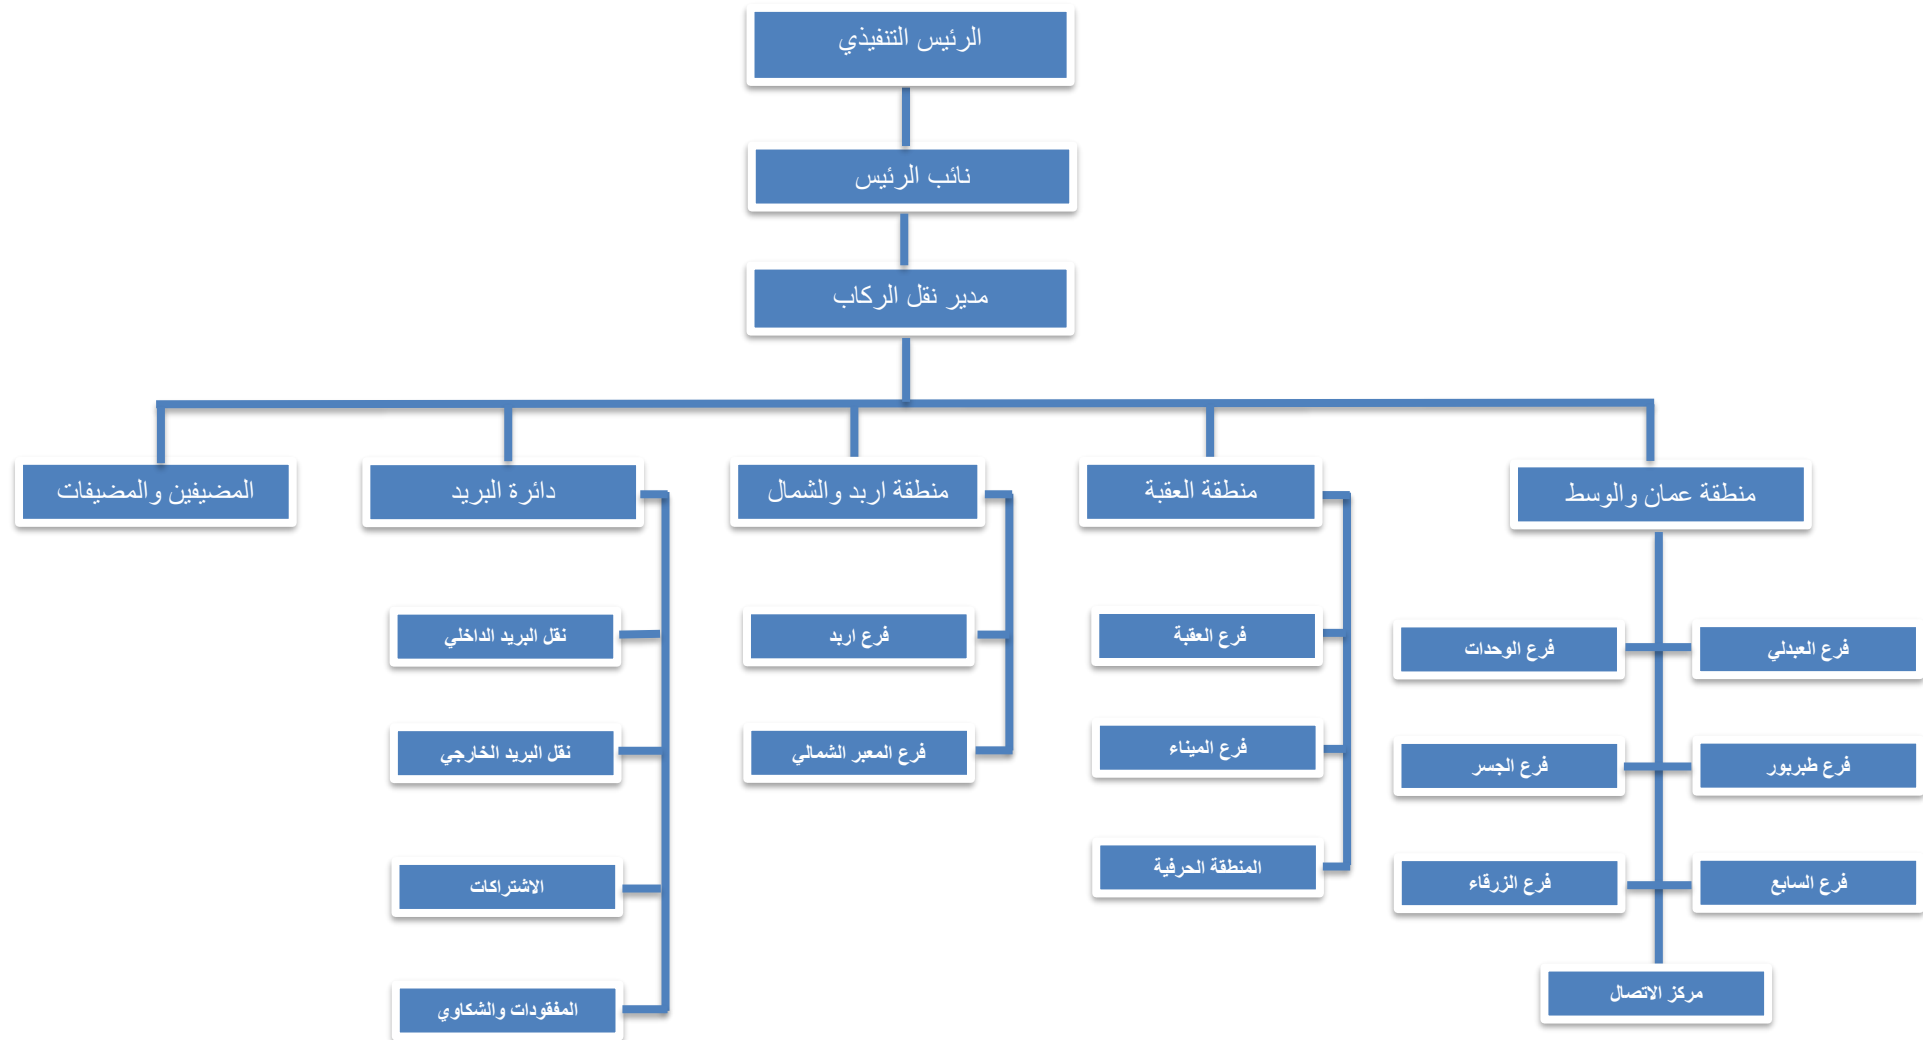 الرئيس التنفيذي
نائب الرئيس
مدير نقل الركاب
منطقة عمان والوسط
منطقة العقبة
منطقة اربد والشمال
دائرة البريد
المضيفين والمضيفات
فرع العبدلي
فرع الوحدات
فرع طبربور
فرع الجسر
فرع السابع
فرع الزرقاء
مركز الاتصال
فرع العقبة
فرع الميناء
المنطقة الحرفية
فرع اربد
فرع المعبر الشمالي
نقل البريد الداخلي
نقل البريد الخارجي
الاشتراكات
المفقودات والشكاوي